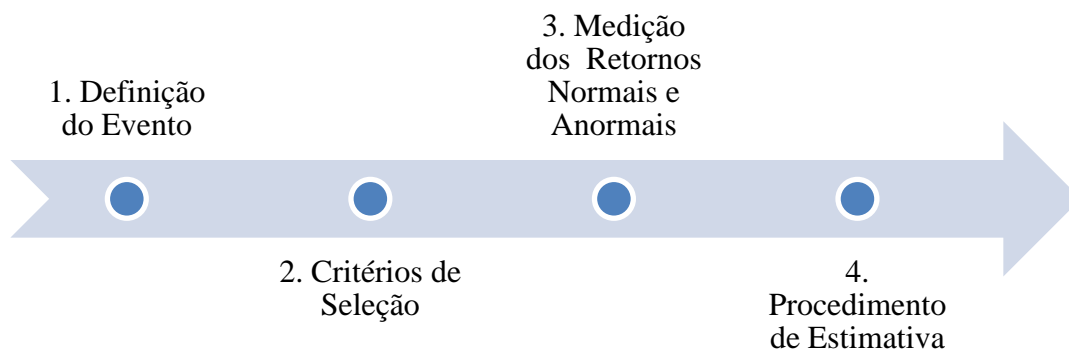 1. Definição
do Evento
2. Critérios de
Seleção
3. Medição
dos Retornos
Normais e
Anormais
4.
Procedimento
de Estimativa